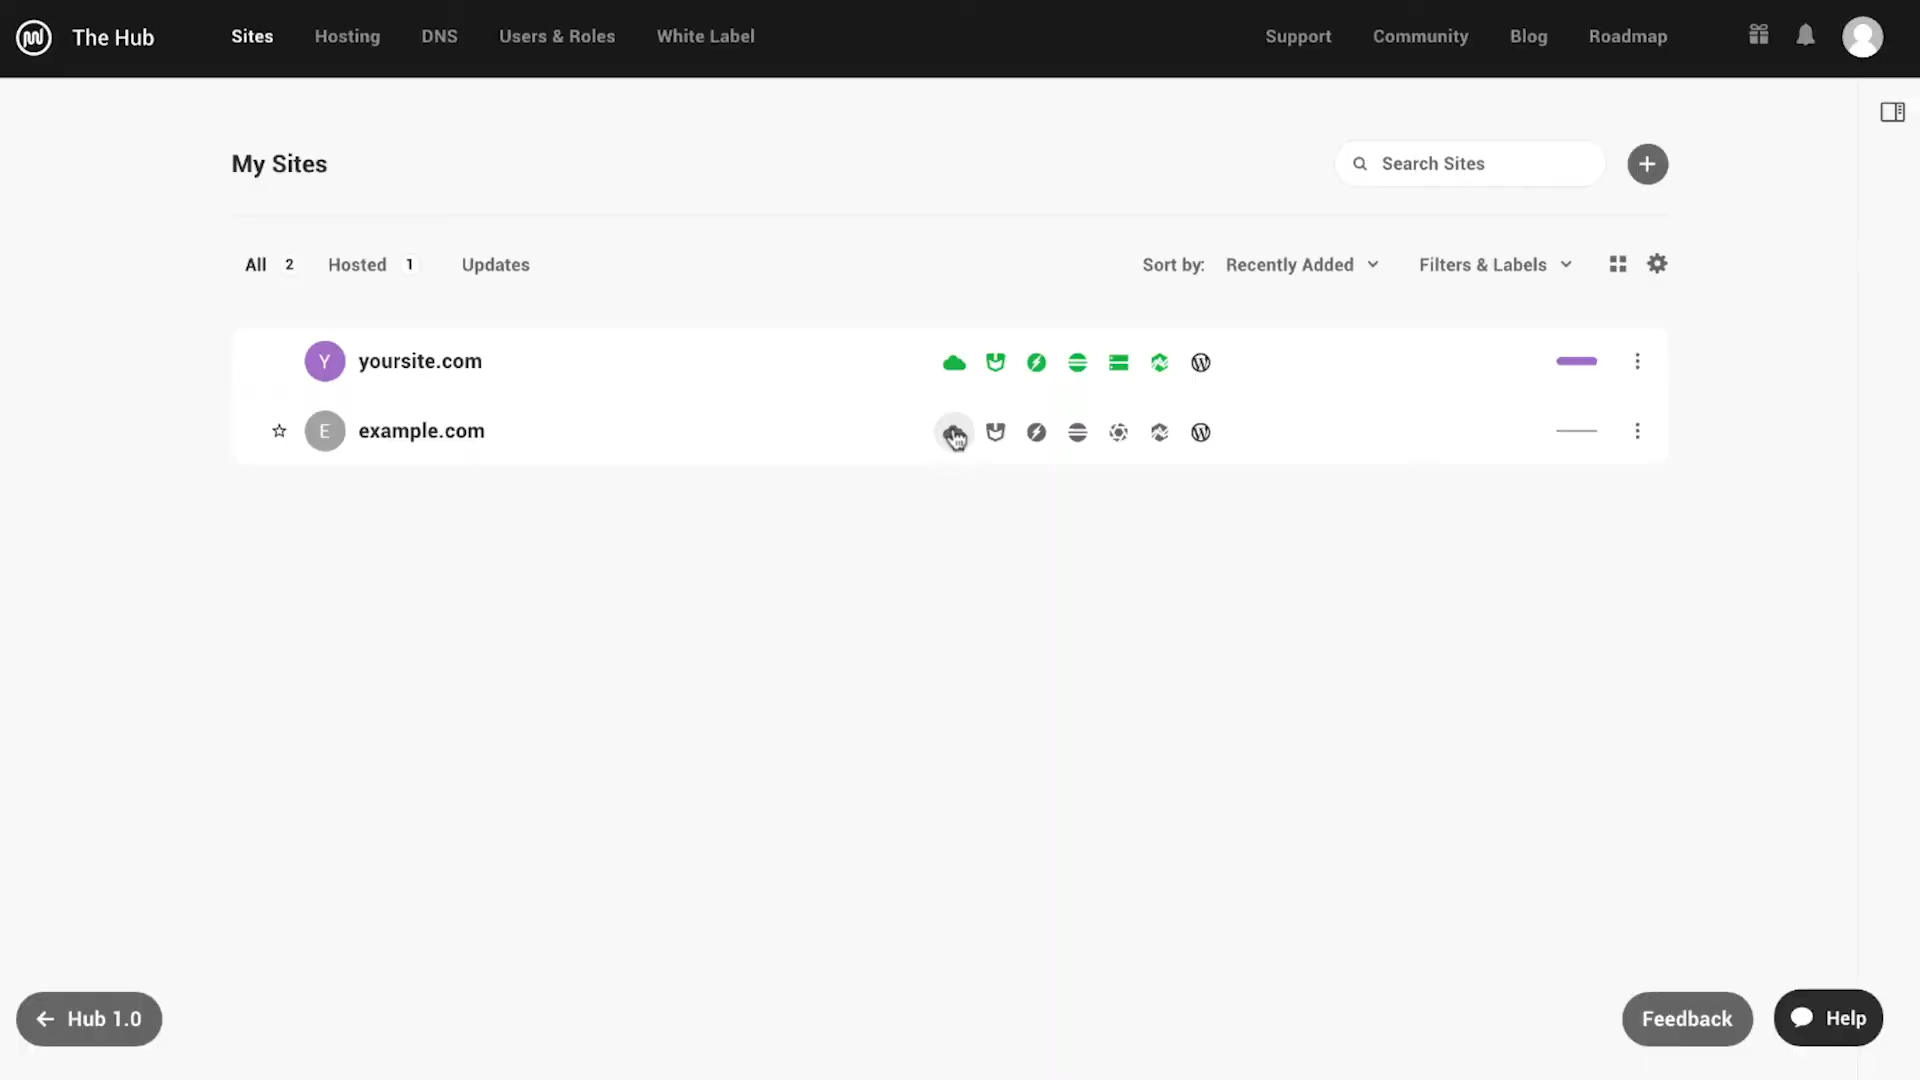 The Hub Sites Hosting DNS Users & Roles White Label Support Community Blog Roadmap
My Sites Search Sites
All 2 Hosted 1 Updates Sort by: Recently Added Filters & Labels
Y yoursite.com
E example.com
Hub 1.0 Feedback Help